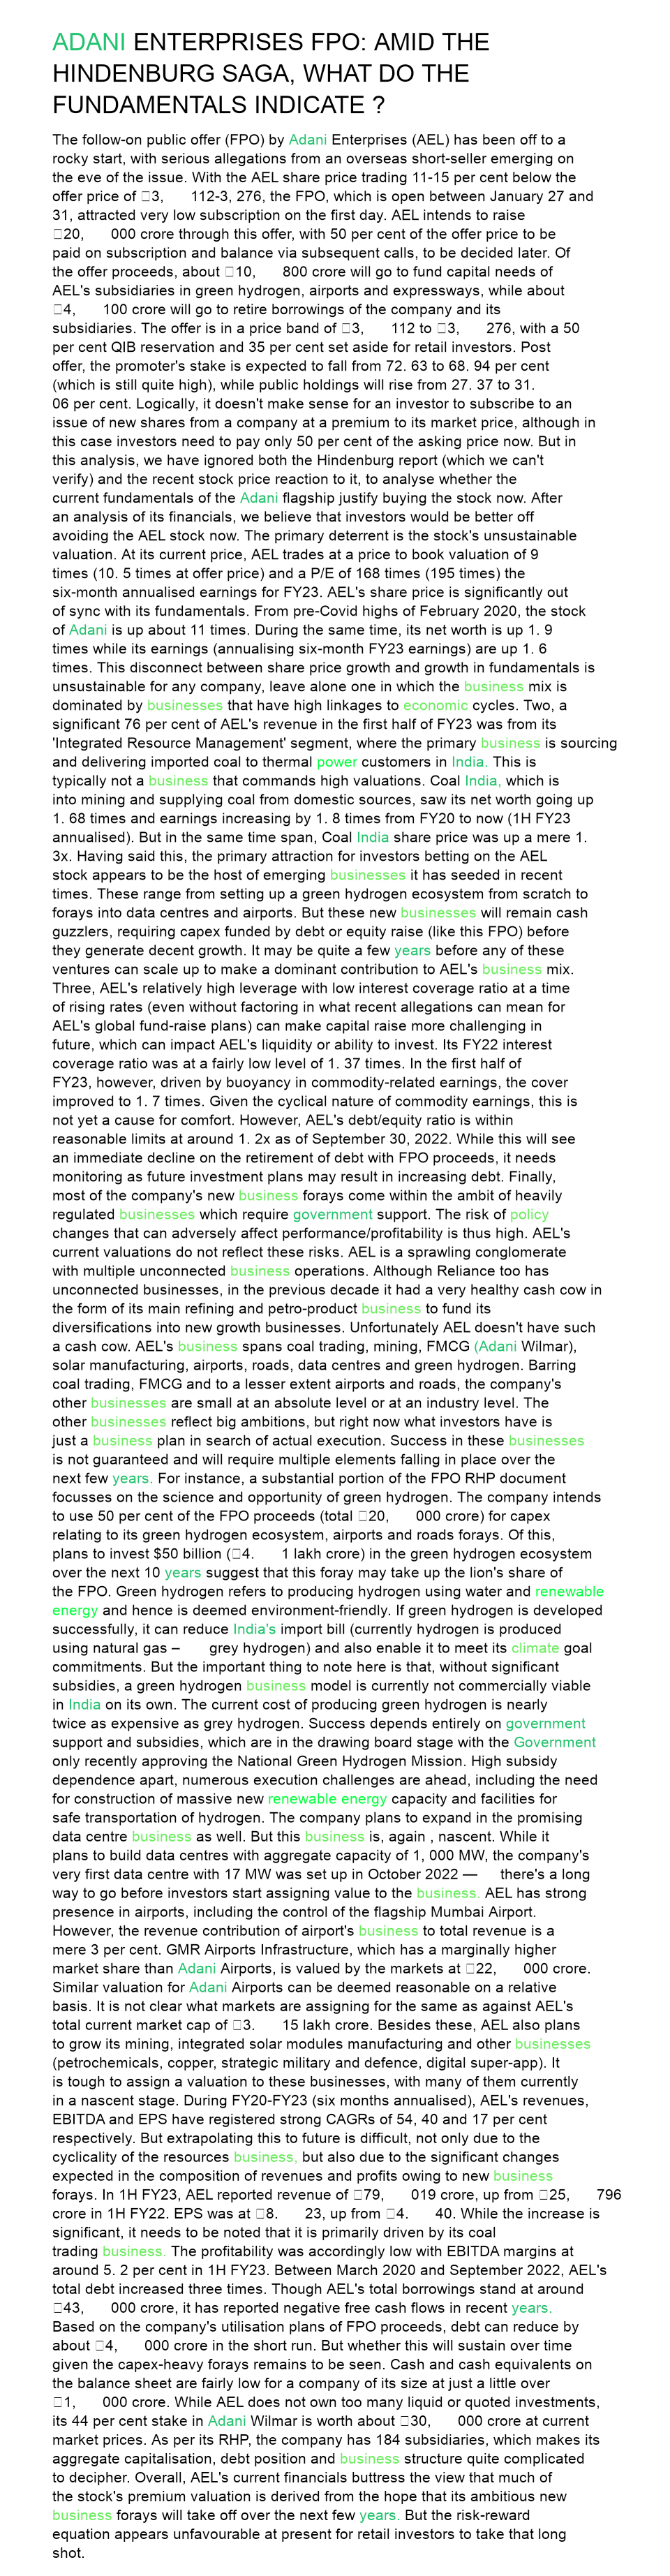 ADANI ENTERPRISES FPO: AMID THE
HINDENBURG SAGA, WHAT DO THE
FUNDAMENTALS INDICATE ?
The follow-on public offer (FPO) by Adani Enterprises (AEL) has been off to a
rocky start, with serious allegations from an overseas short-seller emerging on
the eve of the issue. With the AEL share price trading 11-15 per cent below the
offer price of □3, 112-3, 276, the FPO, which is open between January 27 and
31, attracted very low subscription on the first day. AEL intends to raise
□20, 000 crore through this offer, with 50 per cent of the offer price to be
paid on subscription and balance via subsequent calls, to be decided later. Of
the offer proceeds, about □10, 800 crore will go to fund capital needs of
AEL's subsidiaries in green hydrogen, airports and expressways, while about
□4, 100 crore will go to retire borrowings of the company and its
subsidiaries. The offer is in a price band of □3, 112 to □3, 276, with a 50
per cent QIB reservation and 35 per cent set aside for retail investors. Post
offer, the promoter's stake is expected to fall from 72. 63 to 68. 94 per cent
(which is still quite high), while public holdings will rise from 27. 37 to 31.
06 per cent. Logically, it doesn't make sense for an investor to subscribe to an
issue of new shares from a company at a premium to its market price, although in
this case investors need to pay only 50 per cent of the asking price now. But in
this analysis, we have ignored both the Hindenburg report (which we can't
verify) and the recent stock price reaction to it, to analyse whether the
current fundamentals of the Adani flagship justify buying the stock now. After
an analysis of its financials, we believe that investors would be better off
avoiding the AEL stock now. The primary deterrent is the stock's unsustainable
valuation. At its current price, AEL trades at a price to book valuation of 9
times (10. 5 times at offer price) and a P/E of 168 times (195 times) the
six-month annualised earnings for FY23. AEL's share price is significantly out
of sync with its fundamentals. From pre-Covid highs of February 2020, the stock
of Adani is up about 11 times. During the same time, its net worth is up 1. 9
times while its earnings (annualising six-month FY23 earnings) are up 1. 6
times. This disconnect between share price growth and growth in fundamentals is
unsustainable for any company, leave alone one in which the business mix is
dominated by businesses that have high linkages to economic cycles. Two, a
significant 76 per cent of AEL's revenue in the first half of FY23 was from its
'Integrated Resource Management' segment, where the primary business is sourcing
and delivering imported coal to thermal power customers in India. This is
typically not a business that commands high valuations. Coal India, which is
into mining and supplying coal from domestic sources, saw its net worth going up
1. 68 times and earnings increasing by 1. 8 times from FY20 to now (1H FY23
annualised). But in the same time span, Coal India share price was up a mere 1.
3x. Having said this, the primary attraction for investors betting on the AEL
stock appears to be the host of emerging businesses it has seeded in recent
times. These range from setting up a green hydrogen ecosystem from scratch to
forays into data centres and airports. But these new businesses will remain cash
guzzlers, requiring capex funded by debt or equity raise (like this FPO) before
they generate decent growth. It may be quite a few years before any of these
ventures can scale up to make a dominant contribution to AEL's business mix.
Three, AEL's relatively high leverage with low interest coverage ratio at a time
of rising rates (even without factoring in what recent allegations can mean for
AEL's global fund-raise plans) can make capital raise more challenging in
future, which can impact AEL's liquidity or ability to invest. Its FY22 interest
coverage ratio was at a fairly low level of 1. 37 times. In the first half of
FY23, however, driven by buoyancy in commodity-related earnings, the cover
improved to 1. 7 times. Given the cyclical nature of commodity earnings, this is
not yet a cause for comfort. However, AEL's debt/equity ratio is within
reasonable limits at around 1. 2x as of September 30, 2022. While this will see
an immediate decline on the retirement of debt with FPO proceeds, it needs
monitoring as future investment plans may result in increasing debt. Finally,
most of the company's new business forays come within the ambit of heavily
regulated businesses which require government support. The risk of policy
changes that can adversely affect performance/profitability is thus high. AEL's
current valuations do not reflect these risks. AEL is a sprawling conglomerate
with multiple unconnected business operations. Although Reliance too has
unconnected businesses, in the previous decade it had a very healthy cash cow in
the form of its main refining and petro-product business to fund its
diversifications into new growth businesses. Unfortunately AEL doesn't have such
a cash cow. AEL's business spans coal trading, mining, FMCG (Adani Wilmar),
solar manufacturing, airports, roads, data centres and green hydrogen. Barring
coal trading, FMCG and to a lesser extent airports and roads, the company's
other businesses are small at an absolute level or at an industry level. The
other businesses reflect big ambitions, but right now what investors have is
just a business plan in search of actual execution. Success in these businesses
is not guaranteed and will require multiple elements falling in place over the
next few years. For instance, a substantial portion of the FPO RHP document
focusses on the science and opportunity of green hydrogen. The company intends
to use 50 per cent of the FPO proceeds (total □20, 000 crore) for capex
relating to its green hydrogen ecosystem, airports and roads forays. Of this,
plans to invest $50 billion (□4. 1 lakh crore) in the green hydrogen ecosystem
over the next 10 years suggest that this foray may take up the lion's share of
the FPO. Green hydrogen refers to producing hydrogen using water and renewable
energy and hence is deemed environment-friendly. If green hydrogen is developed
successfully, it can reduce India's import bill (currently hydrogen is produced
using natural gas – grey hydrogen) and also enable it to meet its climate goal
commitments. But the important thing to note here is that, without significant
subsidies, a green hydrogen business model is currently not commercially viable
in India on its own. The current cost of producing green hydrogen is nearly
twice as expensive as grey hydrogen. Success depends entirely on government
support and subsidies, which are in the drawing board stage with the Government
only recently approving the National Green Hydrogen Mission. High subsidy
dependence apart, numerous execution challenges are ahead, including the need
for construction of massive new renewable energy capacity and facilities for
safe transportation of hydrogen. The company plans to expand in the promising
data centre business as well. But this business is, again , nascent. While it
plans to build data centres with aggregate capacity of 1, 000 MW, the company's
very first data centre with 17 MW was set up in October 2022 — there's a long
way to go before investors start assigning value to the business. AEL has strong
presence in airports, including the control of the flagship Mumbai Airport.
However, the revenue contribution of airport's business to total revenue is a
mere 3 per cent. GMR Airports Infrastructure, which has a marginally higher
market share than Adani Airports, is valued by the markets at □22, 000 crore.
Similar valuation for Adani Airports can be deemed reasonable on a relative
basis. It is not clear what markets are assigning for the same as against AEL's
total current market cap of □3. 15 lakh crore. Besides these, AEL also plans
to grow its mining, integrated solar modules manufacturing and other businesses
(petrochemicals, copper, strategic military and defence, digital super-app). It
is tough to assign a valuation to these businesses, with many of them currently
in a nascent stage. During FY20-FY23 (six months annualised), AEL's revenues,
EBITDA and EPS have registered strong CAGRs of 54, 40 and 17 per cent
respectively. But extrapolating this to future is difficult, not only due to the
cyclicality of the resources business, but also due to the significant changes
expected in the composition of revenues and profits owing to new business
forays. In 1H FY23, AEL reported revenue of □79, 019 crore, up from □25, 796
crore in 1H FY22. EPS was at □8. 23, up from □4. 40. While the increase is
significant, it needs to be noted that it is primarily driven by its coal
trading business. The profitability was accordingly low with EBITDA margins at
around 5. 2 per cent in 1H FY23. Between March 2020 and September 2022, AEL's
total debt increased three times. Though AEL's total borrowings stand at around
□43, 000 crore, it has reported negative free cash flows in recent years.
Based on the company's utilisation plans of FPO proceeds, debt can reduce by
about □4, 000 crore in the short run. But whether this will sustain over time
given the capex-heavy forays remains to be seen. Cash and cash equivalents on
the balance sheet are fairly low for a company of its size at just a little over
□1, 000 crore. While AEL does not own too many liquid or quoted investments,
its 44 per cent stake in Adani Wilmar is worth about □30, 000 crore at current
market prices. As per its RHP, the company has 184 subsidiaries, which makes its
aggregate capitalisation, debt position and business structure quite complicated
to decipher. Overall, AEL's current financials buttress the view that much of
the stock's premium valuation is derived from the hope that its ambitious new
business forays will take off over the next few years. But the risk-reward
equation appears unfavourable at present for retail investors to take that long
shot.